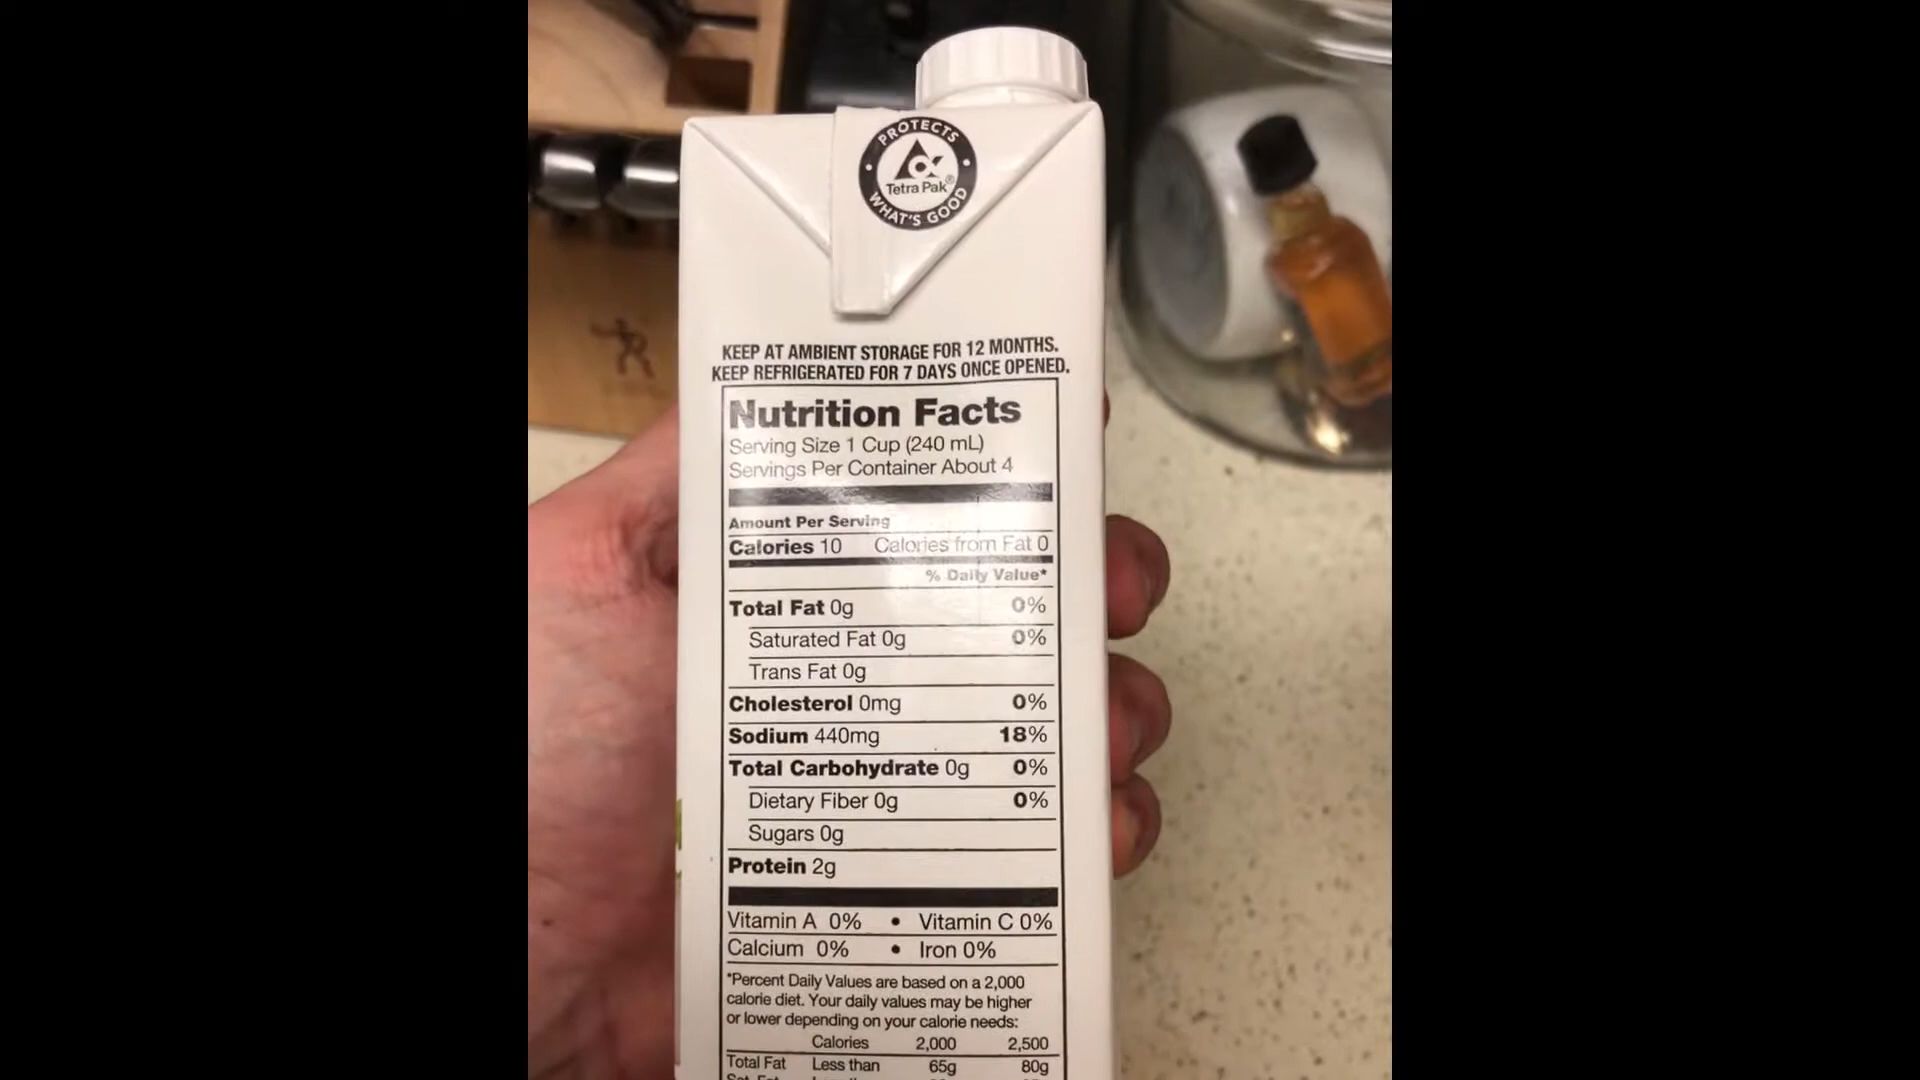 PROTECTS
Tetra Pak®
WHAT'S GOOD
KEEP AT AMBIENT STORAGE FOR 12 MONTHS.
KEEP REFRIGERATED FOR 7 DAYS ONCE OPENED.
Nutrition Facts
Serving Size 1 Cup (240 mL)
Servings Per Container About 4
Amount Per Serving
Calories 10 Calories from Fat 0
% Daily Value*
Total Fat 0g 0%
Saturated Fat 0g 0%
Trans Fat 0g
Cholesterol 0mg 0%
Sodium 440mg 18%
Total Carbohydrate 0g 0%
Dietary Fiber 0g 0%
Sugars 0g
Protein 2g
Vitamin A 0% • Vitamin C 0%
Calcium 0% • Iron 0%
*Percent Daily Values are based on a 2,000
calorie diet. Your daily values may be higher
or lower depending on your calorie needs:
Calories 2,000 2,500
Total Fat Less than 65g 80g